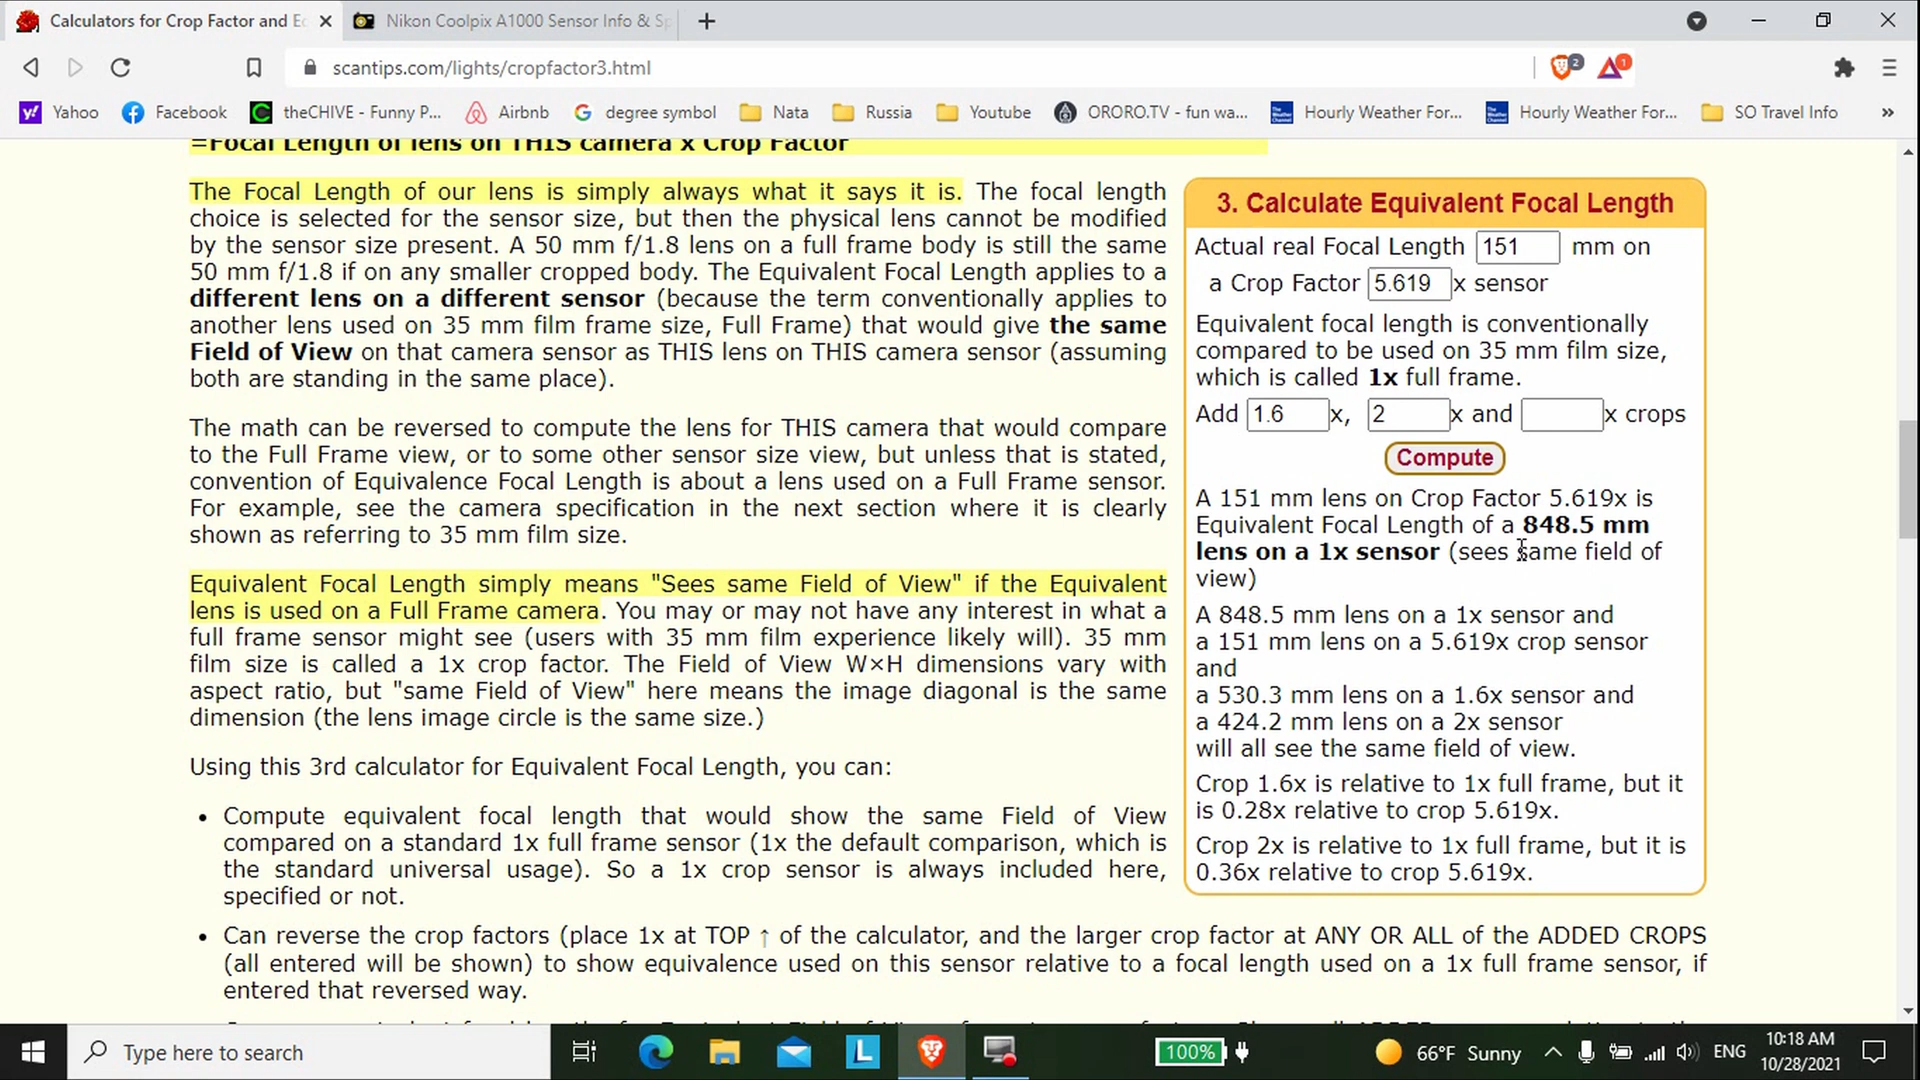 Calculators for Crop Factor and E
Nikon Coolpix A1000 Sensor Info & Sp
scantips.com/lights/cropfactor3.html
2
1
Yahoo
Facebook
theCHIVE - Funny P...
Airbnb
degree symbol
Nata
Russia
Youtube
ORORO.TV - fun wa...
Hourly Weather For...
Hourly Weather For...
SO Travel Info
»
=Focal Length of lens on THIS camera x Crop Factor
The Focal Length of our lens is simply always what it says it is. The focal length
choice is selected for the sensor size, but then the physical lens cannot be modified
by the sensor size present. A 50 mm f/1.8 lens on a full frame body is still the same
50 mm f/1.8 if on any smaller cropped body. The Equivalent Focal Length applies to a
different lens on a different sensor (because the term conventionally applies to
another lens used on 35 mm film frame size, Full Frame) that would give the same
Field of View on that camera sensor as THIS lens on THIS camera sensor (assuming
both are standing in the same place).
The math can be reversed to compute the lens for THIS camera that would compare
to the Full Frame view, or to some other sensor size view, but unless that is stated,
convention of Equivalence Focal Length is about a lens used on a Full Frame sensor.
For example, see the camera specification in the next section where it is clearly
shown as referring to 35 mm film size.
Equivalent Focal Length simply means "Sees same Field of View" if the Equivalent
lens is used on a Full Frame camera. You may or may not have any interest in what a
full frame sensor might see (users with 35 mm film experience likely will). 35 mm
film size is called a 1x crop factor. The Field of View W×H dimensions vary with
aspect ratio, but "same Field of View" here means the image diagonal is the same
dimension (the lens image circle is the same size.)
Using this 3rd calculator for Equivalent Focal Length, you can:
• Compute equivalent focal length that would show the same Field of View
compared on a standard 1x full frame sensor (1x the default comparison, which is
the standard universal usage). So a 1x crop sensor is always included here,
specified or not.
• Can reverse the crop factors (place 1x at TOP ↑ of the calculator, and the larger crop factor at ANY OR ALL of the ADDED CROPS
(all entered will be shown) to show equivalence used on this sensor relative to a focal length used on a 1x full frame sensor, if
entered that reversed way.
3. Calculate Equivalent Focal Length
Actual real Focal Length 151 mm on
a Crop Factor 5.619 x sensor
Equivalent focal length is conventionally
compared to be used on 35 mm film size,
which is called 1x full frame.
Add 1.6 x, 2 x and x crops
Compute
A 151 mm lens on Crop Factor 5.619x is
Equivalent Focal Length of a 848.5 mm
lens on a 1x sensor (sees same field of
view)
A 848.5 mm lens on a 1x sensor and
a 151 mm lens on a 5.619x crop sensor
and
a 530.3 mm lens on a 1.6x sensor and
a 424.2 mm lens on a 2x sensor
will all see the same field of view.
Crop 1.6x is relative to 1x full frame, but it
is 0.28x relative to crop 5.619x.
Crop 2x is relative to 1x full frame, but it is
0.36x relative to crop 5.619x.
Type here to search
L
100%
66°F Sunny
ENG
10:18 AM
10/28/2021